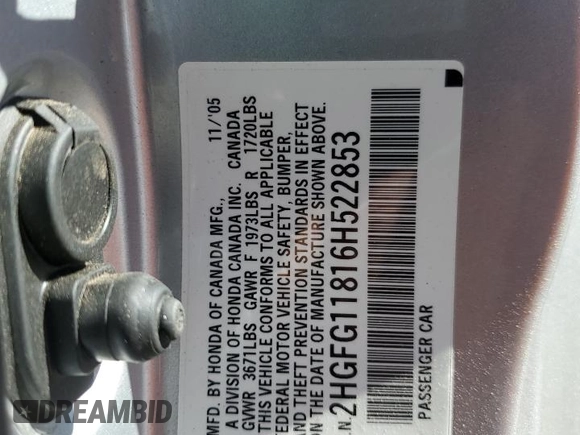 MFD. BY HONDA OF CANADA MFG., 11/'05
A DIVISION OF HONDA CANADA INC. CANADA
GVWR 3671LBS GAWR F 1973LBS R 1720LBS
THIS VEHICLE CONFORMS TO ALL APPLICABLE
FEDERAL MOTOR VEHICLE SAFETY, BUMPER,
AND THEFT PREVENTION STANDARDS IN EFFECT
ON THE DATE OF MANUFACTURE SHOWN ABOVE.
2HGFG11816H522853
PASSENGER CAR
DREAMBID